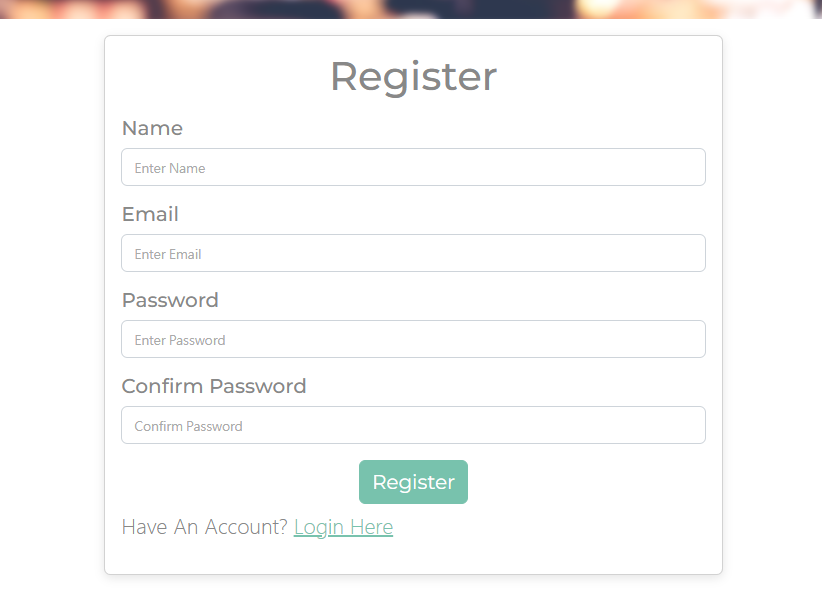 Register
Name
Enter Name
Email
Enter Email
Password
Enter Password
Confirm Password
Confirm Password
Register
Have An Account? Login Here